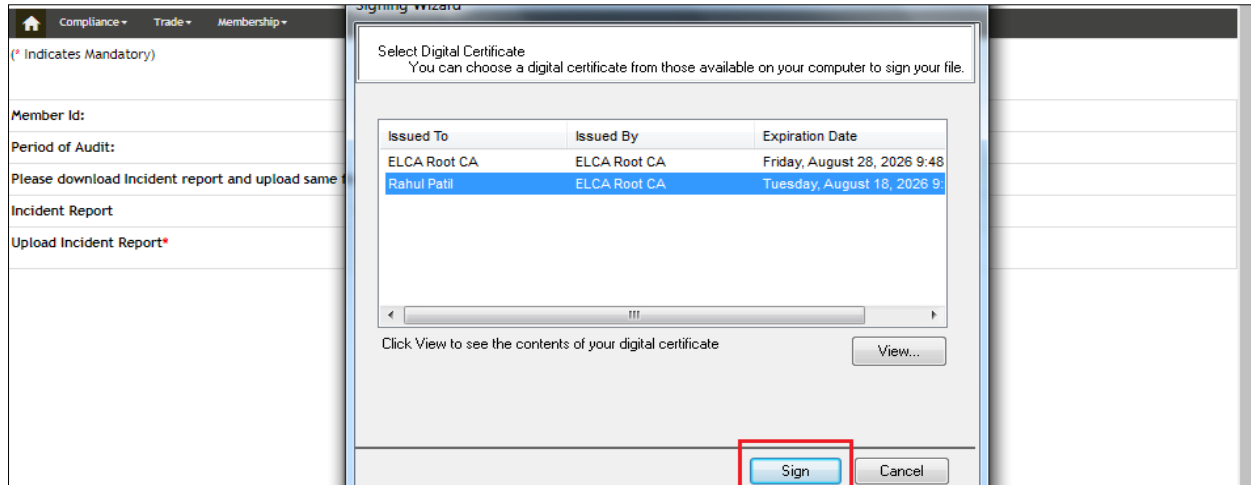 Signing Wizard
Compliance Trade Membership
(* Indicates Mandatory)
Select Digital Certificate
You can choose a digital certificate from those available on your computer to sign your file.
Member Id:
Period of Audit:
Please download Incident report and upload same
Incident Report
Upload Incident Report*
Issued To Issued By Expiration Date
ELCA Root CA ELCA Root CA Friday, August 28, 2026 9:48
Rahul Patil ELCA Root CA Tuesday, August 18, 2026 9:
Click View to see the contents of your digital certificate
View...
Sign Cancel